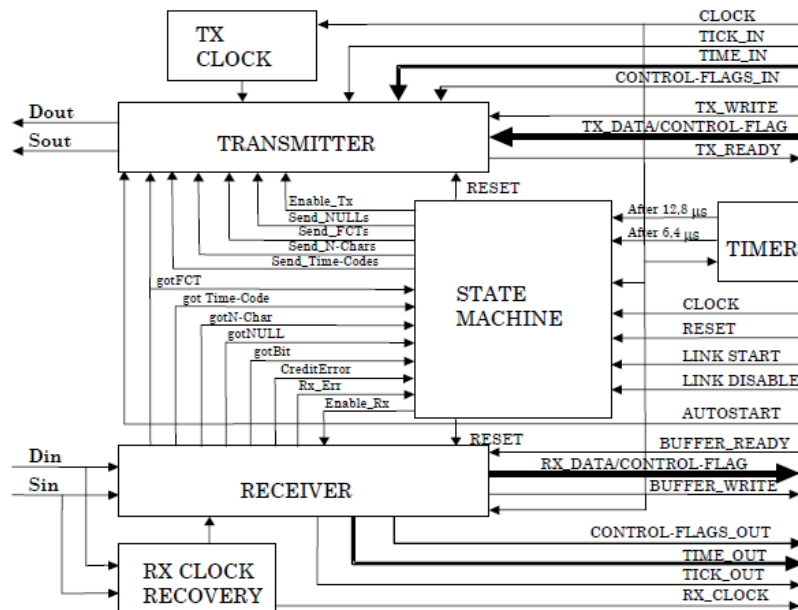 TX
CLOCK
CLOCK
TICK_IN
TIME_IN
CONTROL-FLAGS_IN
Dout
Sout
TRANSMITTER
TX_WRITE
TX_DATA/CONTROL-FLAG
TX_READY
RESET
Enable_Tx
Send_NULLs
Send_FCTs
Send_N-Chars
Send_Time-Codes
After 12,8 μs
After 6,4 μs
TIMER
gotFCT
got Time-Code
gotN-Char
gotNULL
gotBit
CreditError
Rx_Err
Enable_Rx
STATE
MACHINE
CLOCK
RESET
LINK START
LINK DISABLE
AUTOSTART
RESET
Din
Sin
RECEIVER
BUFFER_READY
RX_DATA/CONTROL-FLAG
BUFFER_WRITE
CONTROL-FLAGS_OUT
TIME_OUT
TICK_OUT
RX_CLOCK
RX CLOCK
RECOVERY